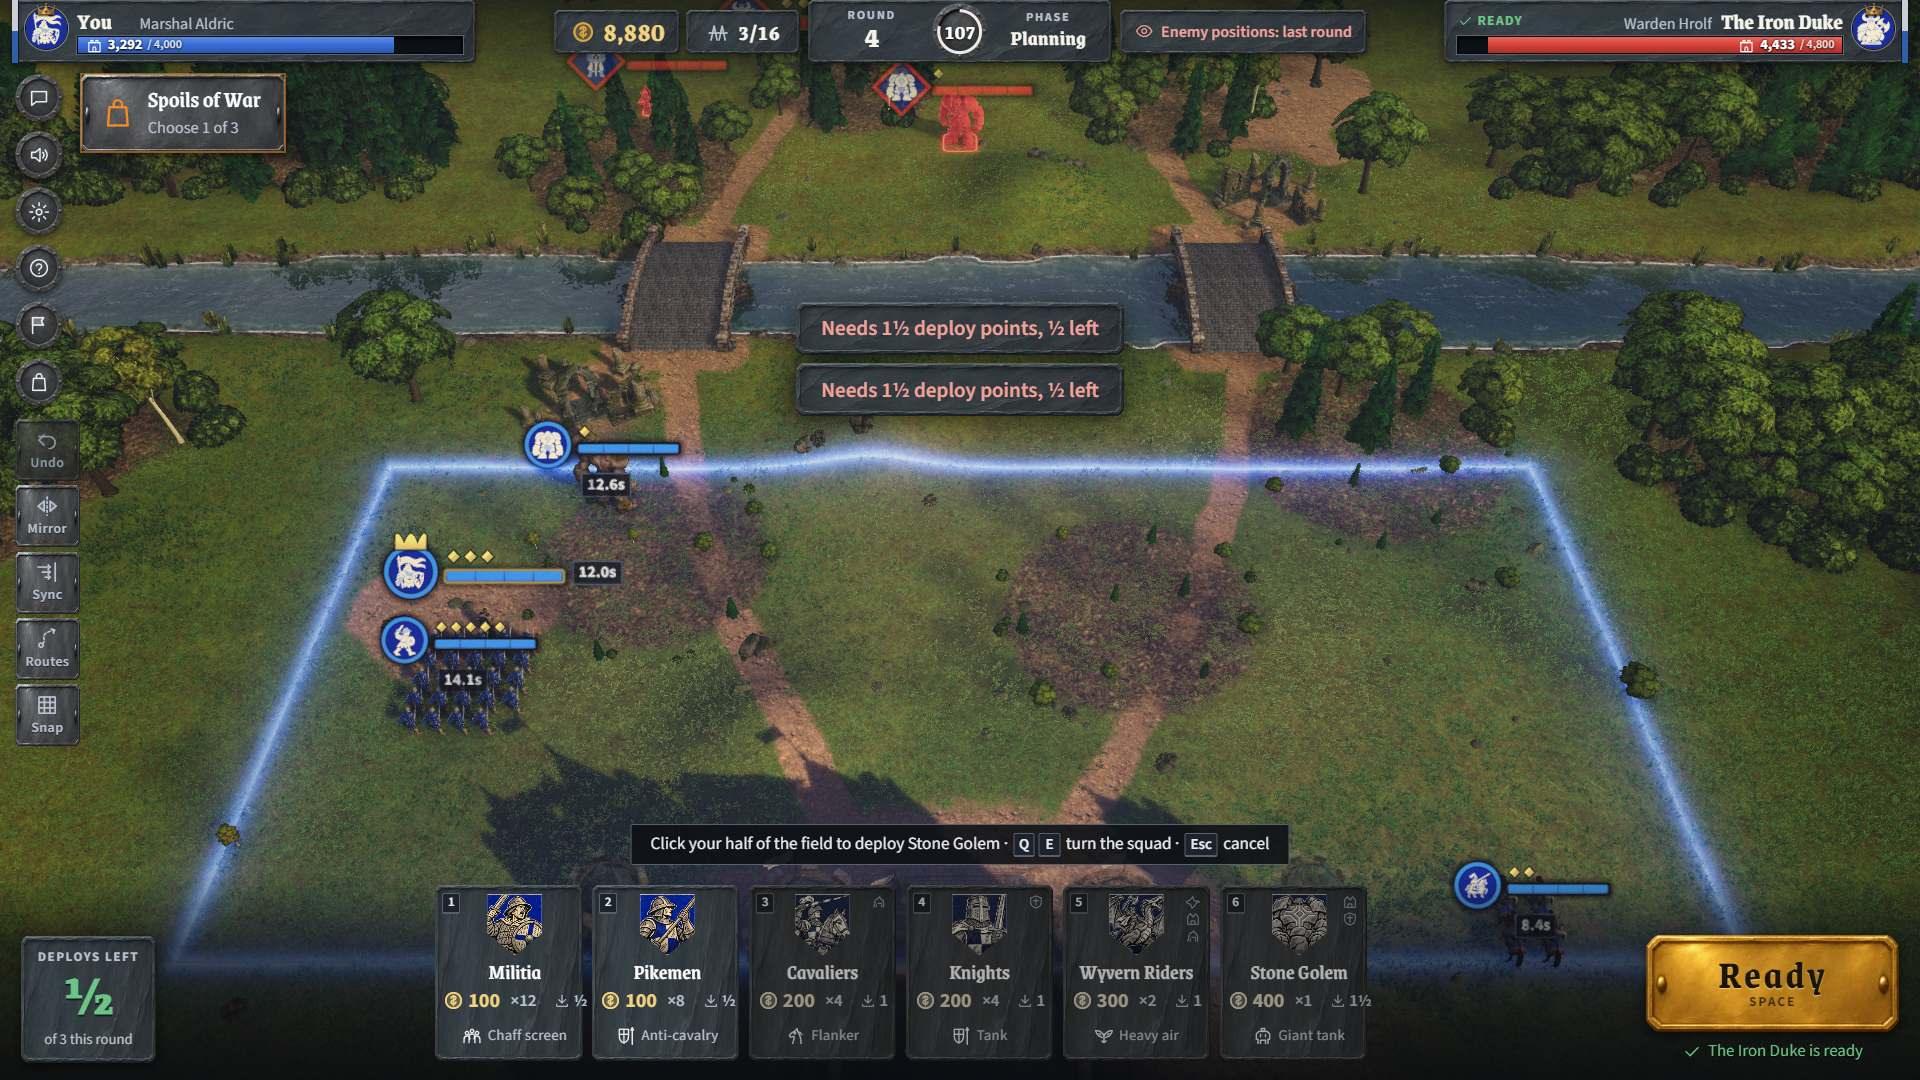 You Marshal Aldric
3,292 / 4,000
8,880
3/16
ROUND
4
107
PHASE
Planning
Enemy positions: last round
READY
Warden Hrolf The Iron Duke
4,433 / 4,800
Spoils of War
Choose 1 of 3
Needs 1½ deploy points, ½ left
Needs 1½ deploy points, ½ left
Undo
Mirror
Sync
Routes
Snap
12.6s
12.0s
14.1s
8.4s
Click your half of the field to deploy Stone Golem · Q E turn the squad · Esc cancel
DEPLOYS LEFT
½
of 3 this round
1
Militia
100 ×12 ½
Chaff screen
2
Pikemen
100 ×8 ½
Anti-cavalry
3
Cavaliers
200 ×4 1
Flanker
4
Knights
200 ×4 1
Tank
5
Wyvern Riders
300 ×2 1
Heavy air
6
Stone Golem
400 ×1 1½
Giant tank
Ready
SPACE
The Iron Duke is ready